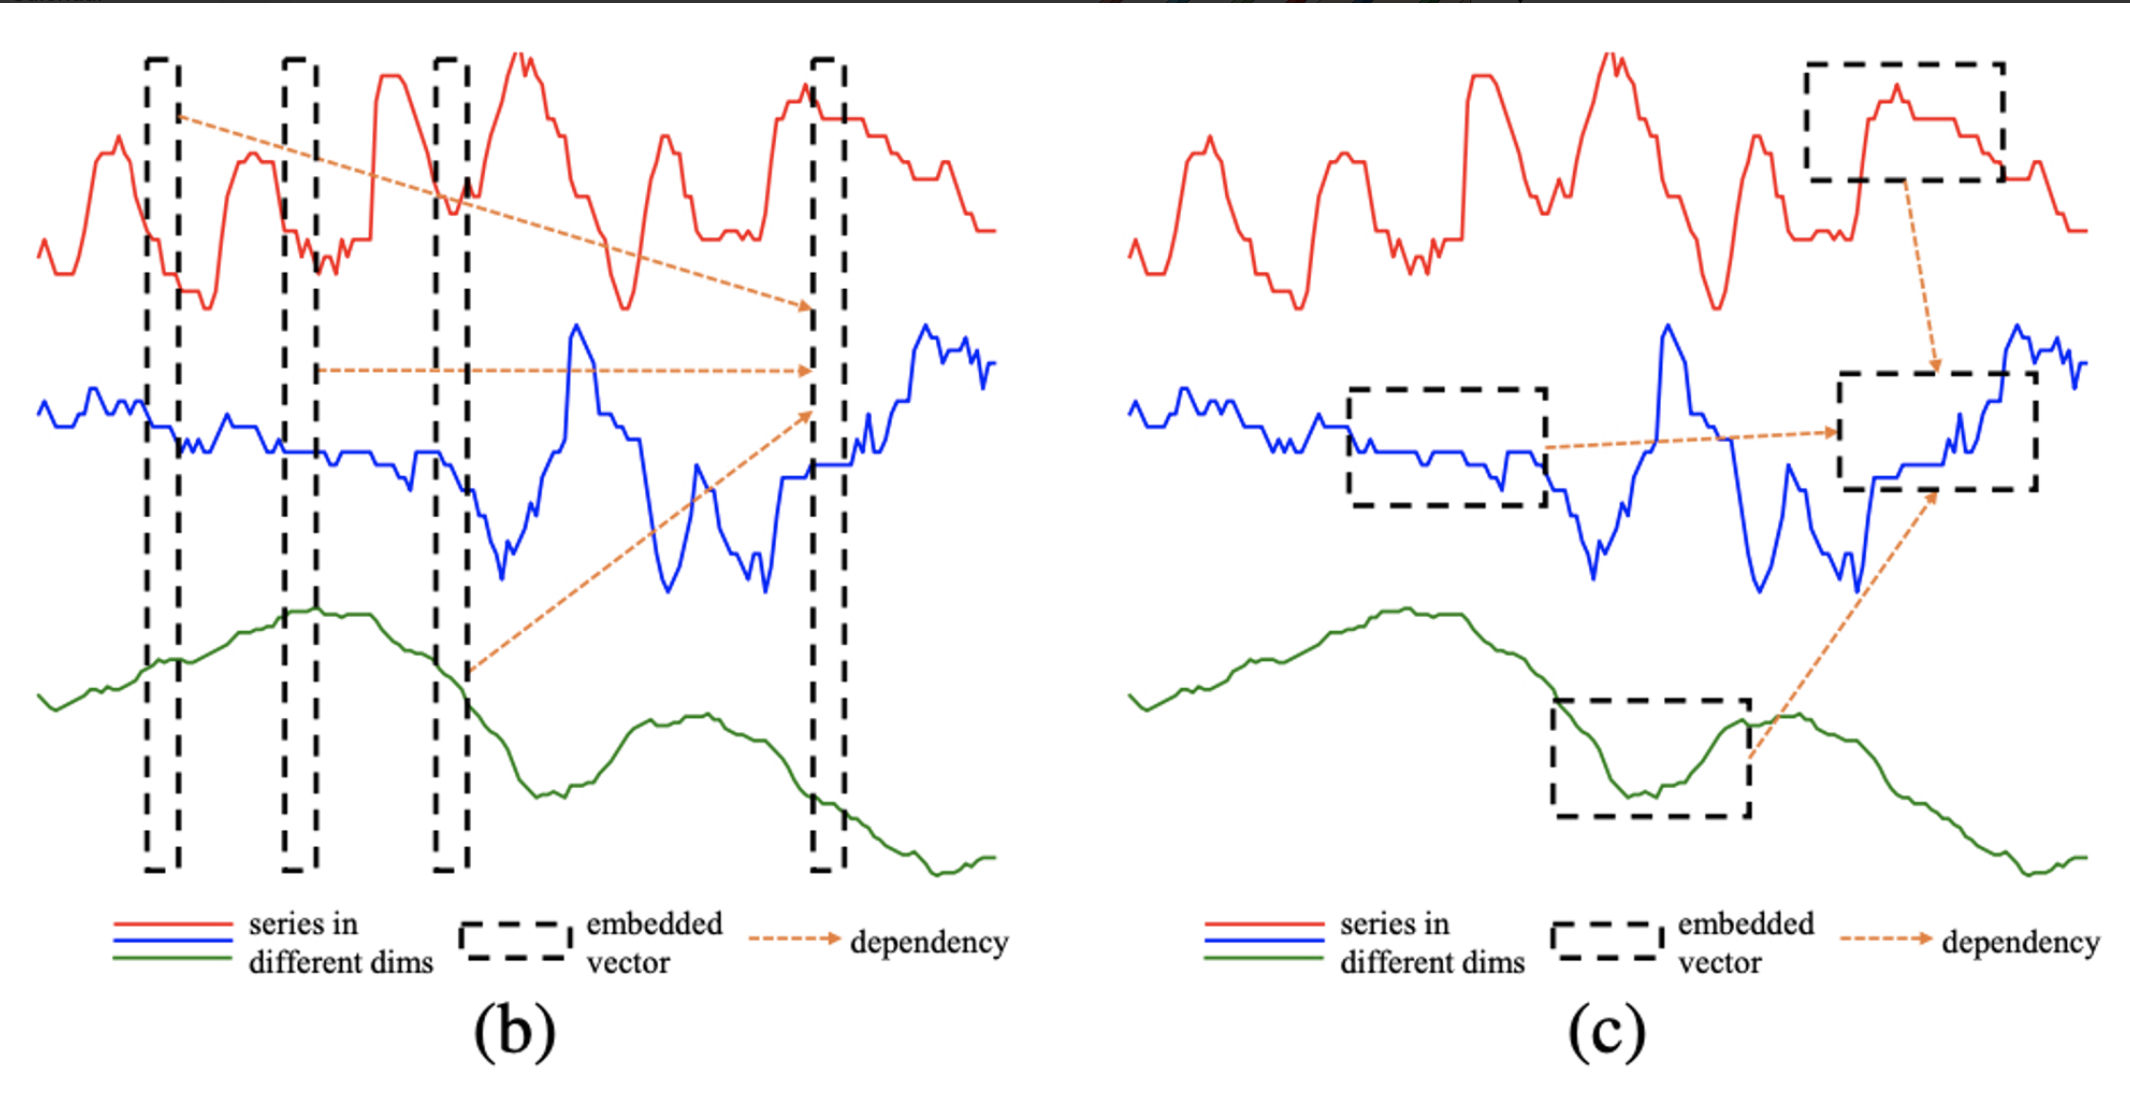 series in
different dims
embedded
vector
dependency
(b)
series in
different dims
embedded
vector
dependency
(c)